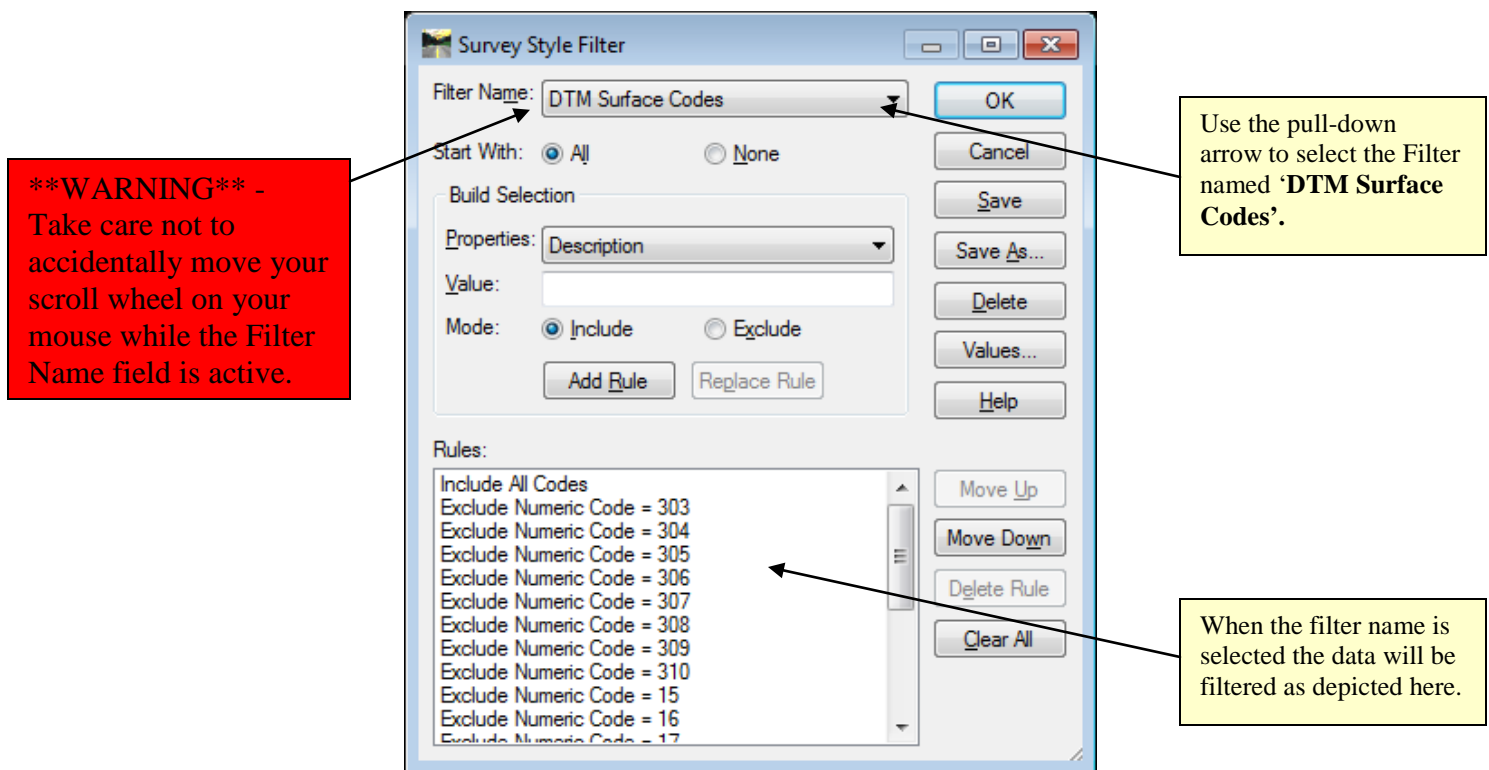 Survey Style Filter
Filter Name: DTM Surface Codes
OK
Start With: All None
Cancel
Build Selection
Save
Properties: Description
Save As...
Value:
Delete
Mode: Include Exclude
Values...
Add Rule Replace Rule
Help
Rules:
Include All Codes
Exclude Numeric Code = 303
Exclude Numeric Code = 304
Exclude Numeric Code = 305
Exclude Numeric Code = 306
Exclude Numeric Code = 307
Exclude Numeric Code = 308
Exclude Numeric Code = 309
Exclude Numeric Code = 310
Exclude Numeric Code = 15
Exclude Numeric Code = 16
Exclude Numeric Code = 17
Move Up
Move Down
Delete Rule
Clear All
**WARNING** -
Take care not to
accidentally move your
scroll wheel on your
mouse while the Filter
Name field is active.
Use the pull-down
arrow to select the Filter
named ‘DTM Surface
Codes’.
When the filter name is
selected the data will be
filtered as depicted here.